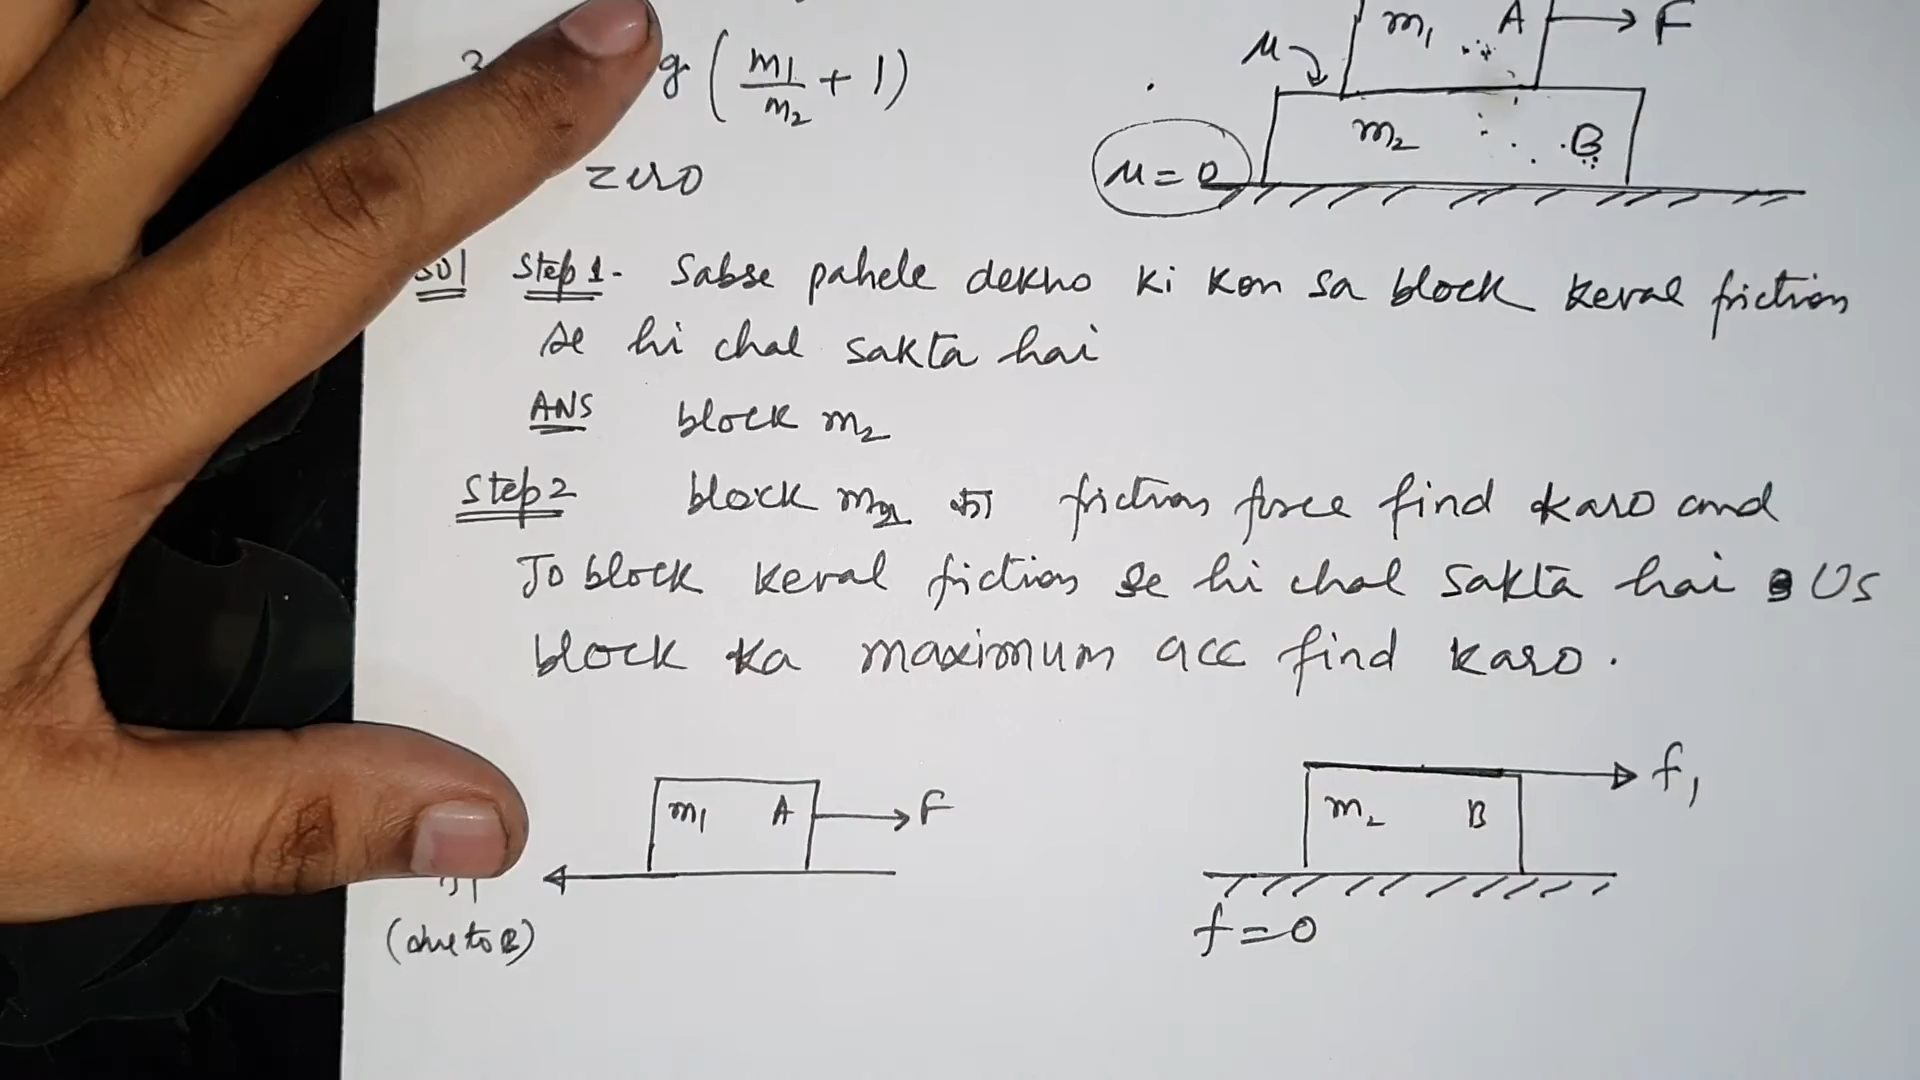 g ( m1/m2 + 1 )
m1 A → F
μ
m2 B
zero
μ = 0
Sol Step 1- Sabse pahele dekho ki kon sa block keval friction
se hi chal sakta hai
ANS block m2
Step 2 block m2 का friction force find karo and
Jo block keval friction se hi chal sakta hai Us
block ka maximum acc find karo.
m1 A → F
m2 B → f1
(due to B)
f = 0